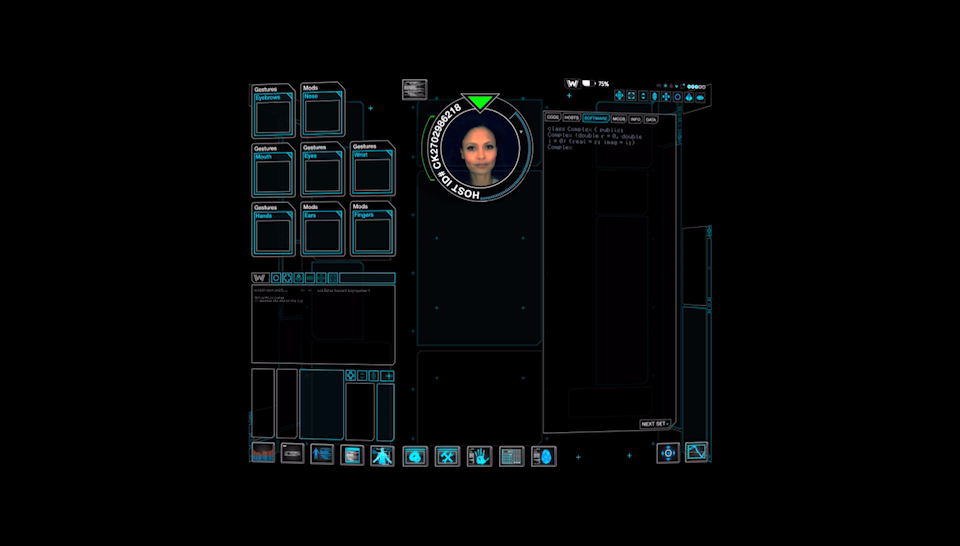 Gestures
Eyebrows
Mods
Nose
W 75%
CODE HOSTS SOFTWARE MODS INFO DATA
class Complex { public:
Complex (double r = 0, double
i = 0) {real = r; imag = i;}
Complex
HOST ID# CK2702986218
Gestures
Mouth
Gestures
Eyes
Gestures
Wrist
Gestures
Hands
Mods
Ears
Mods
Fingers
W
NEXT SET